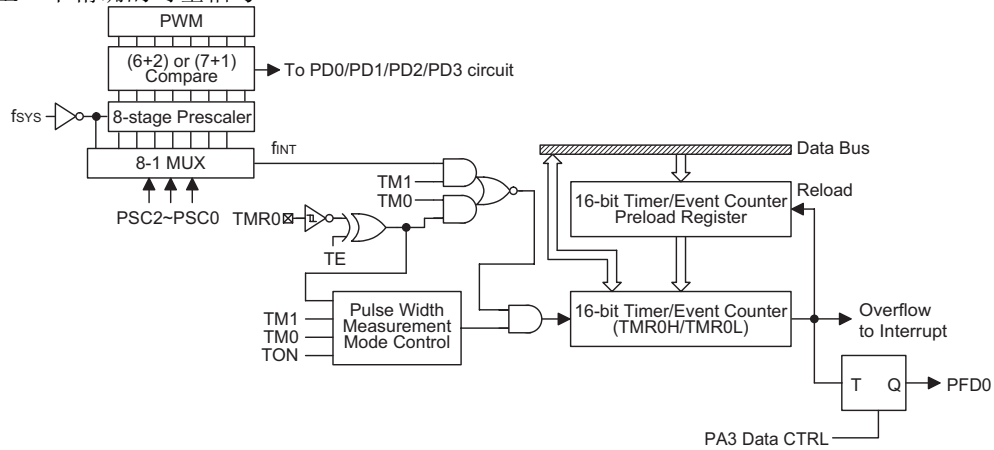 PWM
(6+2) or (7+1)
Compare
To PD0/PD1/PD2/PD3 circuit
fSYS
8-stage Prescaler
8-1 MUX
fINT
PSC2~PSC0
TM1
TM0
TMR0
TE
Data Bus
16-bit Timer/Event Counter
Preload Register
Reload
TM1
TM0
TON
Pulse Width
Measurement
Mode Control
16-bit Timer/Event Counter
(TMR0H/TMR0L)
Overflow
to Interrupt
T
Q
PFD0
PA3 Data CTRL